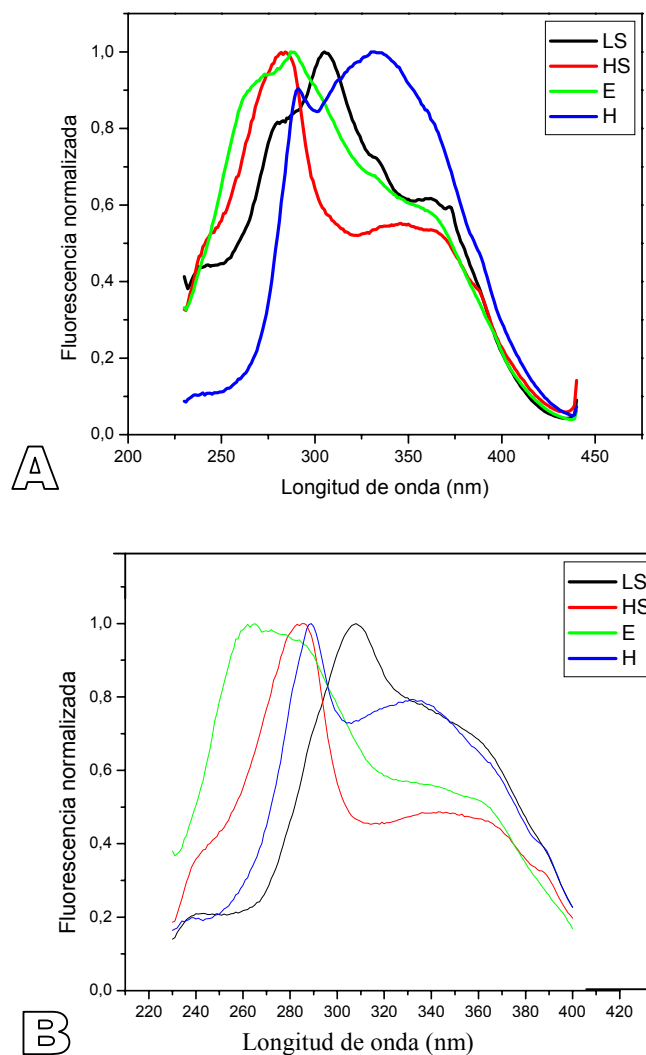 LS
HS
E
H
1,0
0,8
0,6
0,4
0,2
0,0
Fluorescencia normalizada
200 250 300 350 400 450
Longitud de onda (nm)
A
LS
HS
E
H
1,0
0,8
0,6
0,4
0,2
0,0
Fluorescencia normalizada
220 240 260 280 300 320 340 360 380 400 420
Longitud de onda (nm)
B